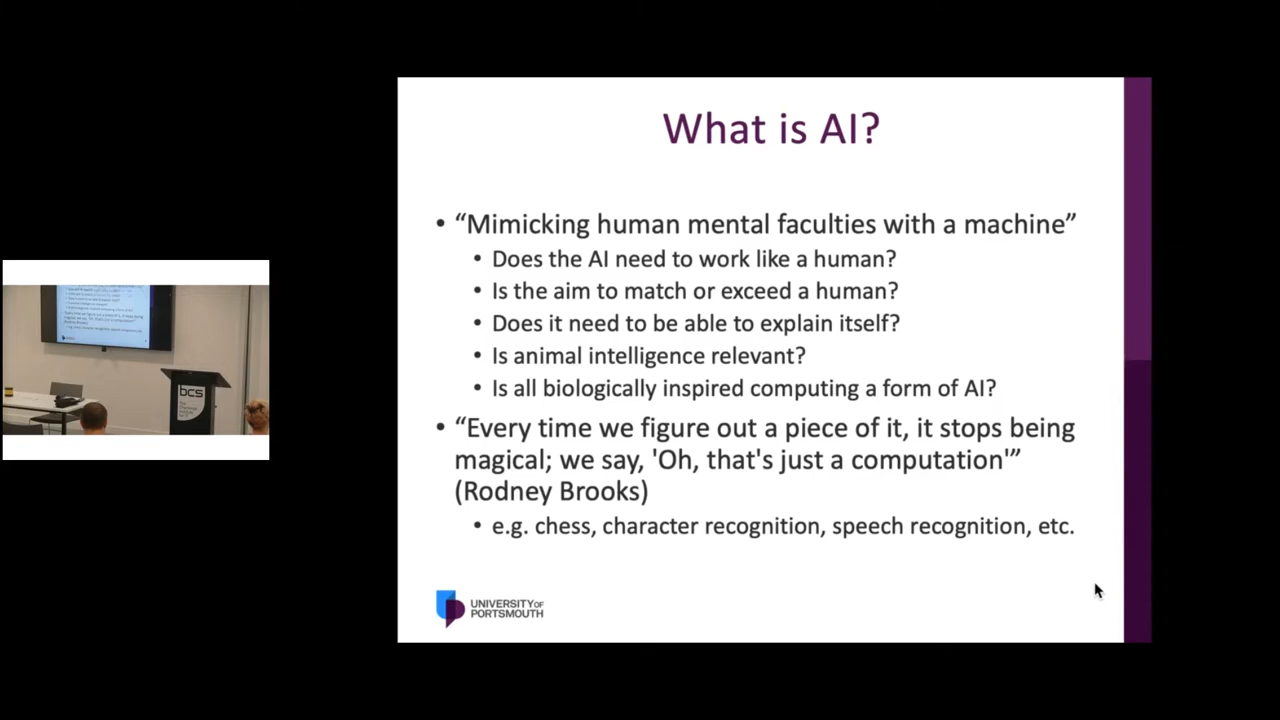 What is AI?
• “Mimicking human mental faculties with a machine”
• Does the AI need to work like a human?
• Is the aim to match or exceed a human?
• Does it need to be able to explain itself?
• Is animal intelligence relevant?
• Is all biologically inspired computing a form of AI?
• “Every time we figure out a piece of it, it stops being
magical; we say, 'Oh, that's just a computation'”
(Rodney Brooks)
• e.g. chess, character recognition, speech recognition, etc.
UNIVERSITY OF
PORTSMOUTH
bcs